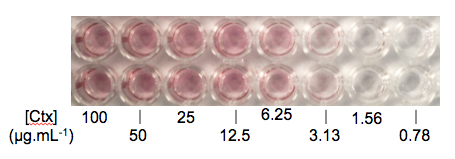 [Ctx] 100 | 25 | 6.25 | 1.56 |
(µg.mL-1) 50 12.5 3.13 0.78